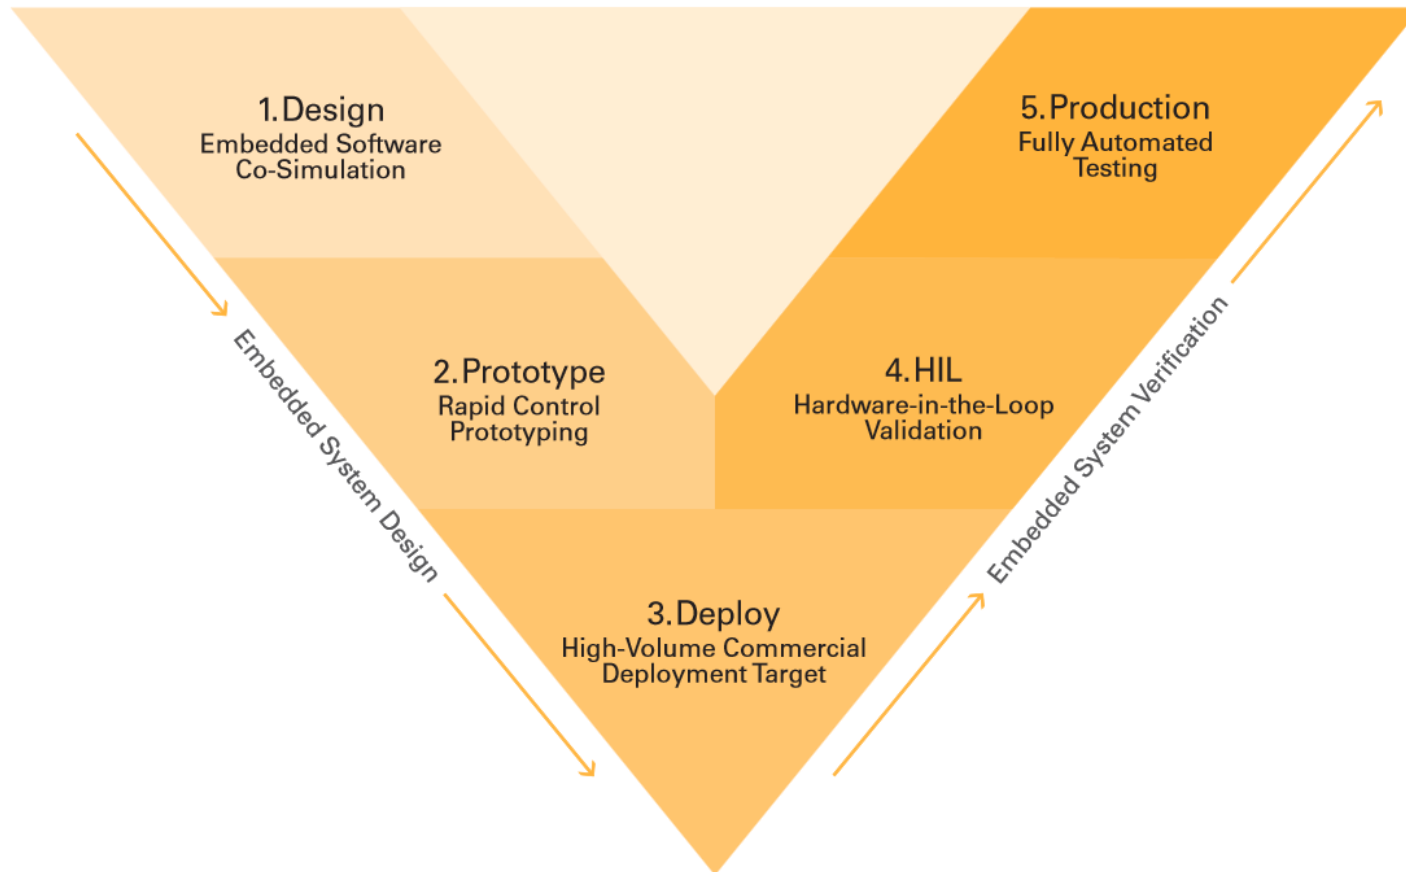 1.Design
Embedded Software
Co-Simulation
5.Production
Fully Automated
Testing
2.Prototype
Rapid Control
Prototyping
4.HIL
Hardware-in-the-Loop
Validation
Embedded System Design
Embedded System Verification
3.Deploy
High-Volume Commercial
Deployment Target